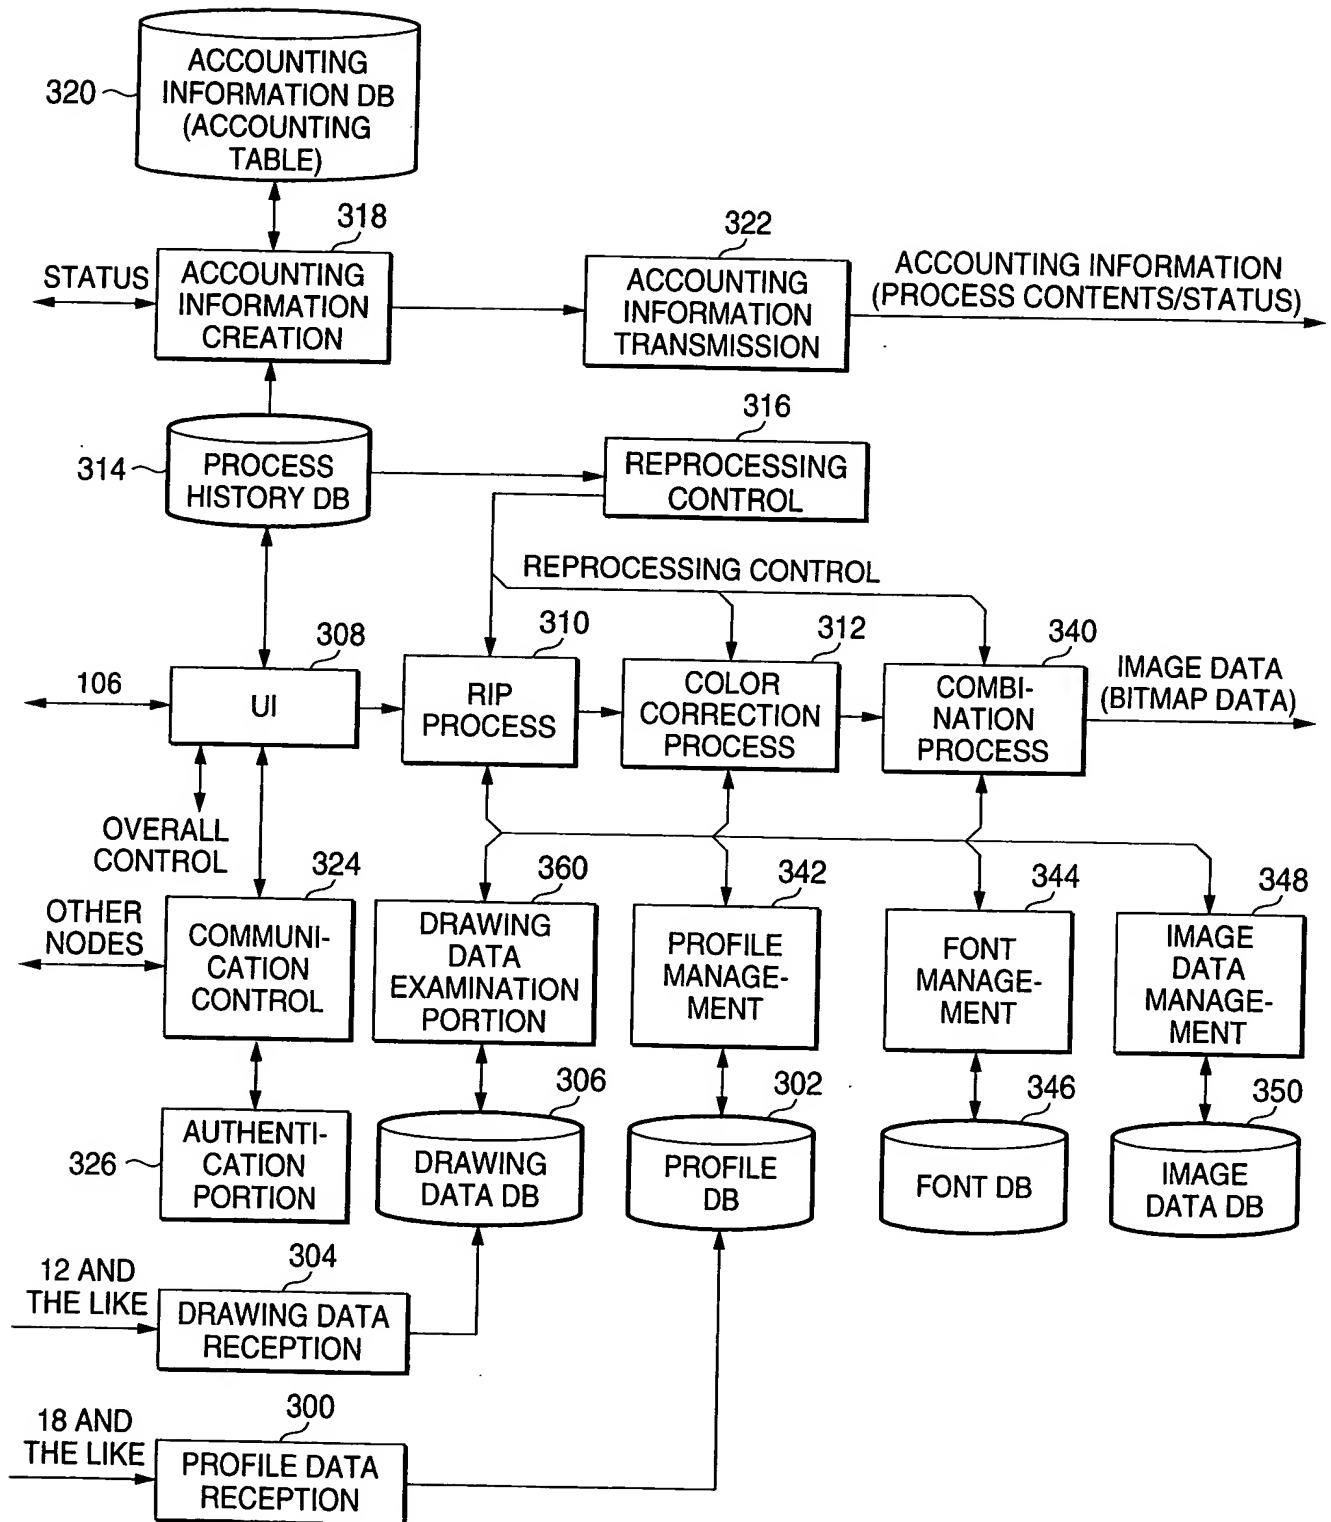 320
ACCOUNTING
INFORMATION DB
(ACCOUNTING
TABLE)
STATUS
318
ACCOUNTING
INFORMATION
CREATION
322
ACCOUNTING
INFORMATION
TRANSMISSION
ACCOUNTING INFORMATION
(PROCESS CONTENTS/STATUS)
314
PROCESS
HISTORY DB
316
REPROCESSING
CONTROL
REPROCESSING CONTROL
106
308
UI
310
RIP
PROCESS
312
COLOR
CORRECTION
PROCESS
340
COMBI-
NATION
PROCESS
IMAGE DATA
(BITMAP DATA)
OVERALL
CONTROL
OTHER
NODES
324
COMMUNI-
CATION
CONTROL
360
DRAWING
DATA
EXAMINATION
PORTION
342
PROFILE
MANAGE-
MENT
344
FONT
MANAGE-
MENT
348
IMAGE
DATA
MANAGE-
MENT
326
AUTHENTI-
CATION
PORTION
306
DRAWING
DATA DB
302
PROFILE
DB
346
FONT DB
350
IMAGE
DATA DB
12 AND
THE LIKE
304
DRAWING DATA
RECEPTION
18 AND
THE LIKE
300
PROFILE DATA
RECEPTION